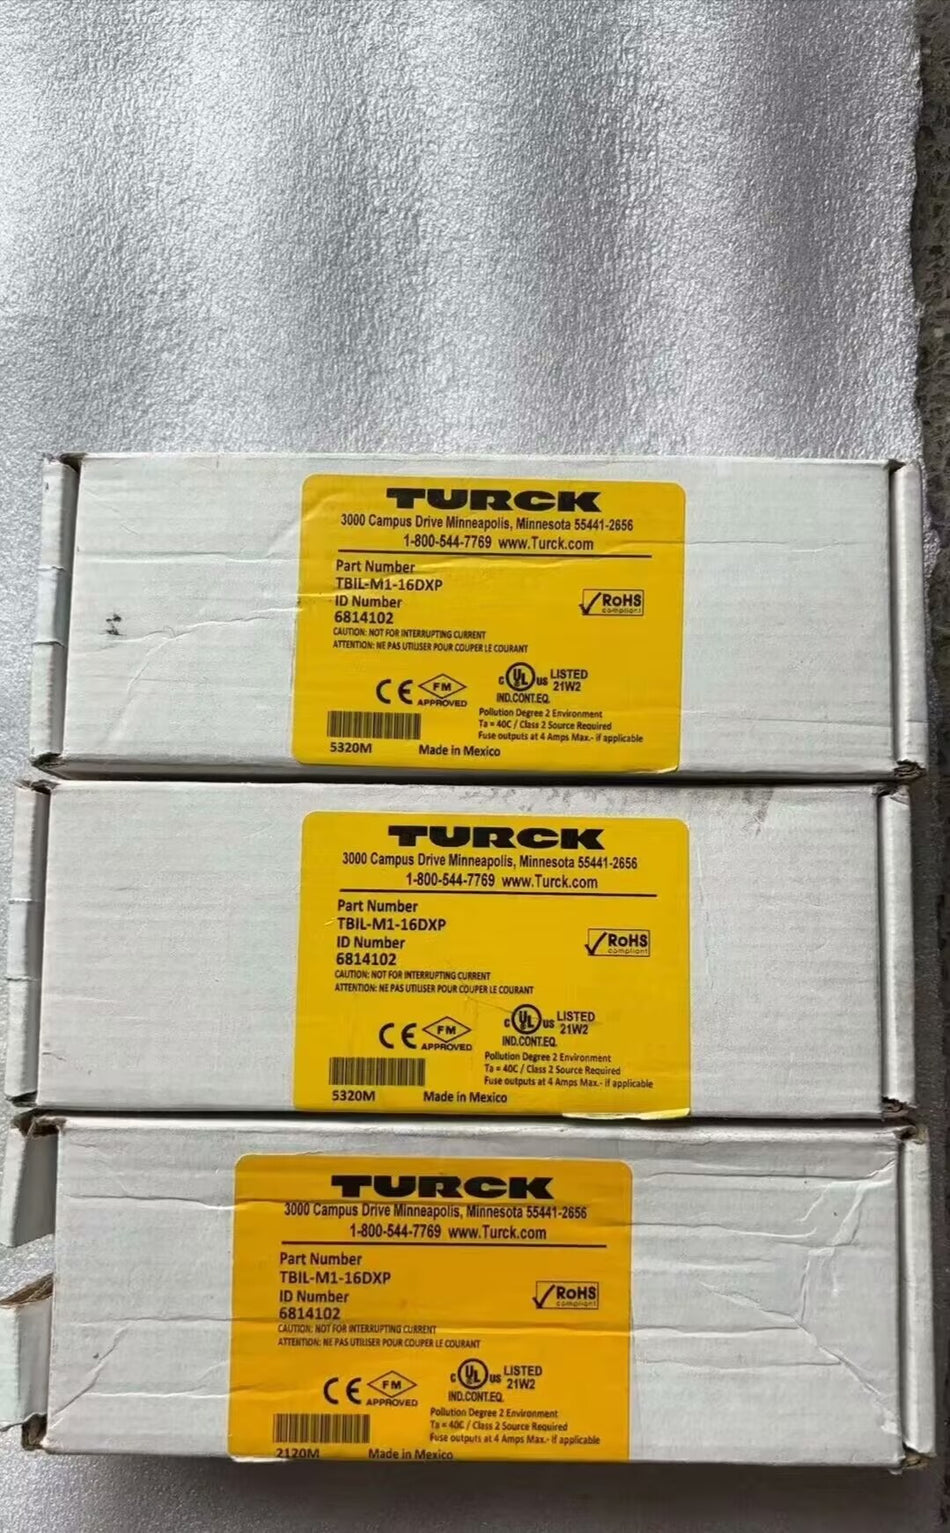 TURCK
3000 Campus Drive Minneapolis, Minnesota 55441-2656
1-800-544-7769 www.Turck.com
Part Number
TBIL-M1-16DXP
ID Number
6814102
CAUTION: NOT FOR INTERRUPTING CURRENT
ATTENTION: NE PAS UTILISER POUR COUPER LE COURANT
RoHS
compliant
CE
FM
APPROVED
c UL us LISTED
21W2
IND.CONT.EQ.
Pollution Degree 2 Environment
Ta = 40C / Class 2 Source Required
Fuse outputs at 4 Amps Max.- if applicable
5320M Made in Mexico
TURCK
3000 Campus Drive Minneapolis, Minnesota 55441-2656
1-800-544-7769 www.Turck.com
Part Number
TBIL-M1-16DXP
ID Number
6814102
CAUTION: NOT FOR INTERRUPTING CURRENT
ATTENTION: NE PAS UTILISER POUR COUPER LE COURANT
RoHS
compliant
CE
FM
APPROVED
c UL us LISTED
21W2
IND.CONT.EQ.
Pollution Degree 2 Environment
Ta = 40C / Class 2 Source Required
Fuse outputs at 4 Amps Max.- if applicable
5320M Made in Mexico
TURCK
3000 Campus Drive Minneapolis, Minnesota 55441-2656
1-800-544-7769 www.Turck.com
Part Number
TBIL-M1-16DXP
ID Number
6814102
CAUTION: NOT FOR INTERRUPTING CURRENT
ATTENTION: NE PAS UTILISER POUR COUPER LE COURANT
RoHS
compliant
CE
FM
APPROVED
c UL us LISTED
21W2
IND.CONT.EQ.
Pollution Degree 2 Environment
Ta = 40C / Class 2 Source Required
Fuse outputs at 4 Amps Max.- if applicable
2120M Made in Mexico